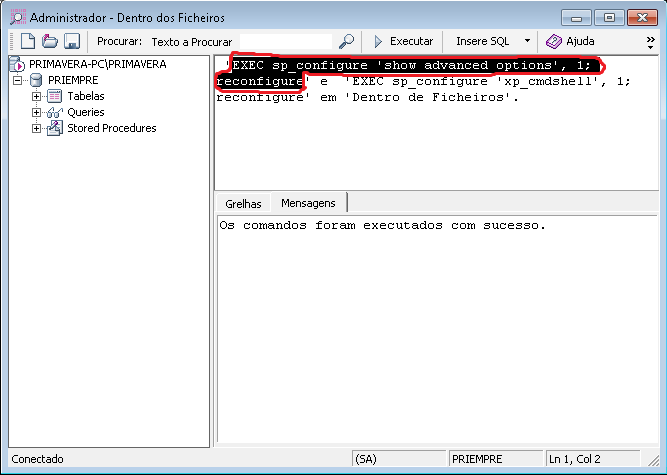 Administrador - Dentro dos Ficheiros
Procurar: Texto a Procurar Executar Insere SQL Ajuda
PRIMAVERA-PC\PRIMAVERA
PRIEMPRE
Tabelas
Queries
Stored Procedures
'EXEC sp_configure 'show advanced options', 1;
reconfigure' e 'EXEC sp_configure 'xp_cmdshell', 1;
reconfigure' em 'Dentro de Ficheiros'.
Grelhas Mensagens
Os comandos foram executados com sucesso.
Conectado (SA) PRIEMPRE Ln 1, Col 2